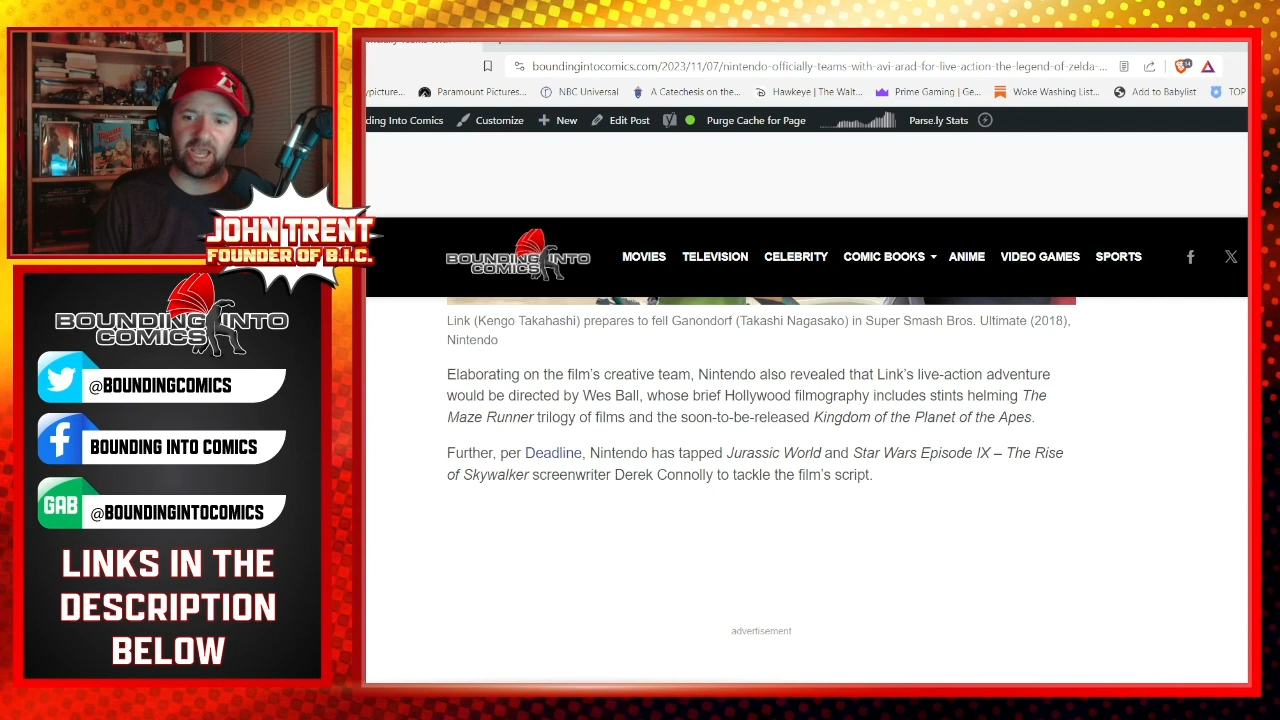 JOHN TRENT
FOUNDER OF B.I.C.
BOUNDING INTO
COMICS
@BOUNDINGCOMICS
BOUNDING INTO COMICS
GAB
@BOUNDINGINTOCOMICS
LINKS IN THE
DESCRIPTION
BELOW
boundingintocomics.com/2023/11/07/nintendo-officially-teams-with-avi-arad-for-live-action-the-legend-of-zelda-...
ypicture...
Paramount Pictures...
NBC Universal
A Catechesis on the...
Hawkeye | The Wait...
Prime Gaming | Ge...
Woke Washing List...
Add to Babylist
TOP
ding Into Comics
Customize
New
Edit Post
Purge Cache for Page
Parse.ly Stats
BOUNDING INTO
COMICS
MOVIES
TELEVISION
CELEBRITY
COMIC BOOKS
ANIME
VIDEO GAMES
SPORTS
Link (Kengo Takahashi) prepares to fell Ganondorf (Takashi Nagasako) in Super Smash Bros. Ultimate (2018),
Nintendo
Elaborating on the film's creative team, Nintendo also revealed that Link's live-action adventure
would be directed by Wes Ball, whose brief Hollywood filmography includes stints helming The
Maze Runner trilogy of films and the soon-to-be-released Kingdom of the Planet of the Apes.
Further, per Deadline, Nintendo has tapped Jurassic World and Star Wars Episode IX – The Rise
of Skywalker screenwriter Derek Connolly to tackle the film's script.
advertisement